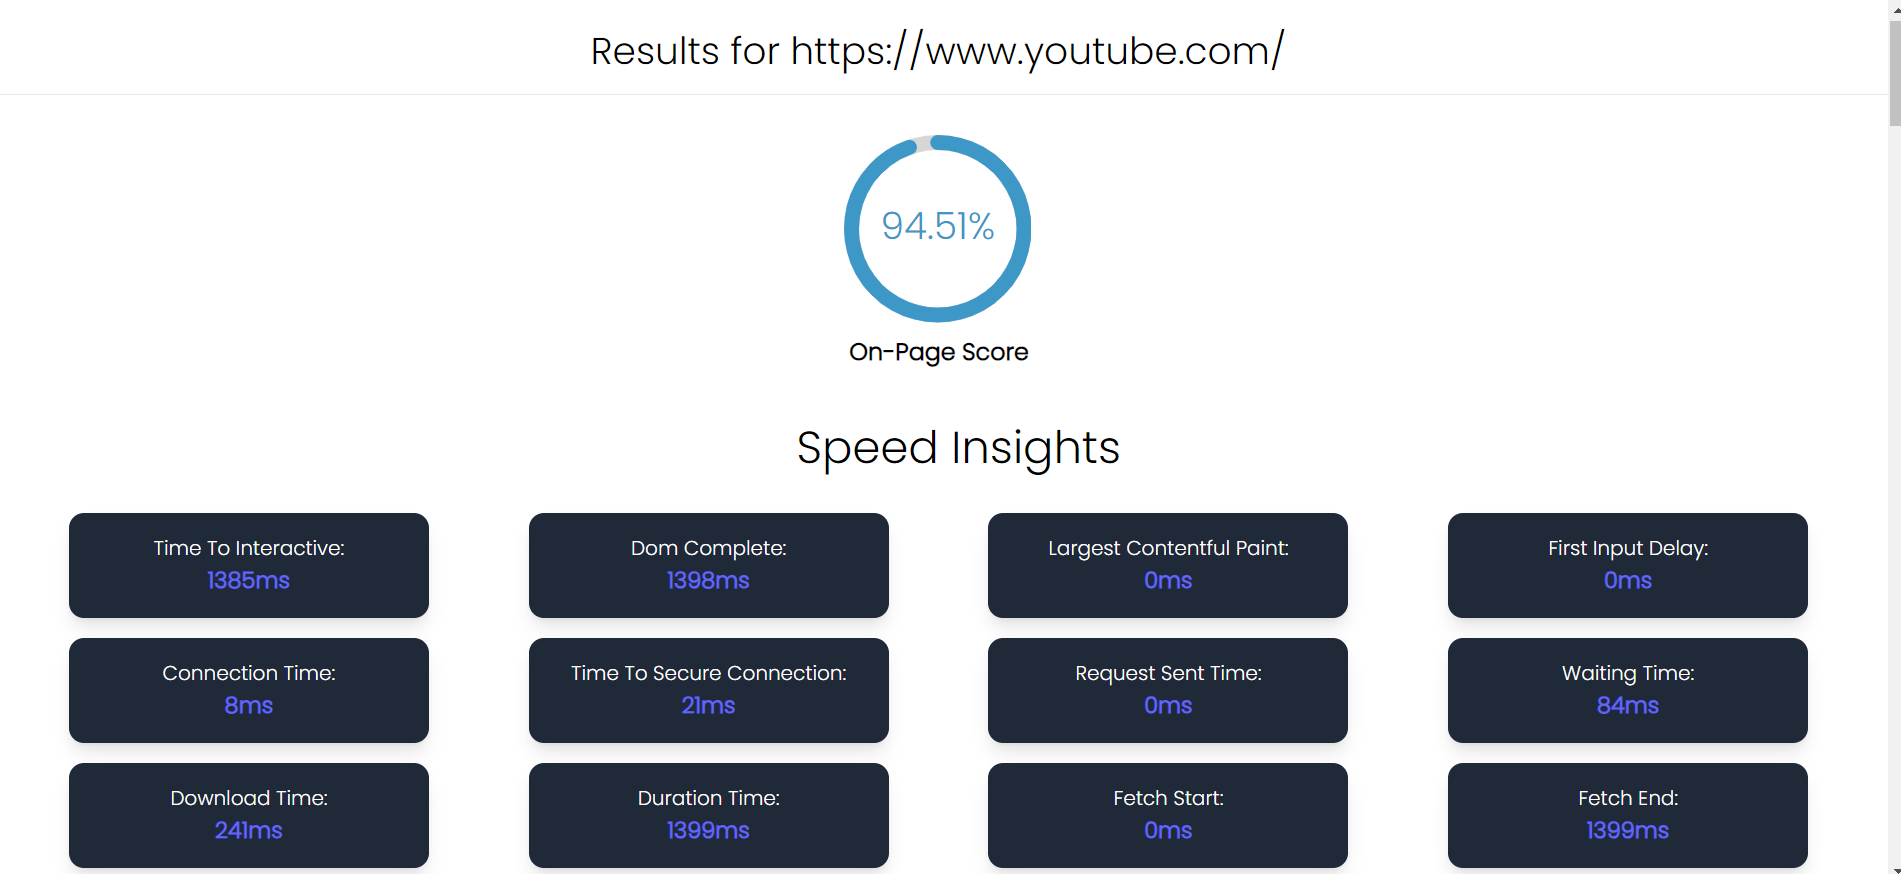 Results for https://www.youtube.com/
94.51%
On-Page Score
Speed Insights
Time To Interactive:
1385ms
Dom Complete:
1398ms
Largest Contentful Paint:
0ms
First Input Delay:
0ms
Connection Time:
8ms
Time To Secure Connection:
21ms
Request Sent Time:
0ms
Waiting Time:
84ms
Download Time:
241ms
Duration Time:
1399ms
Fetch Start:
0ms
Fetch End:
1399ms